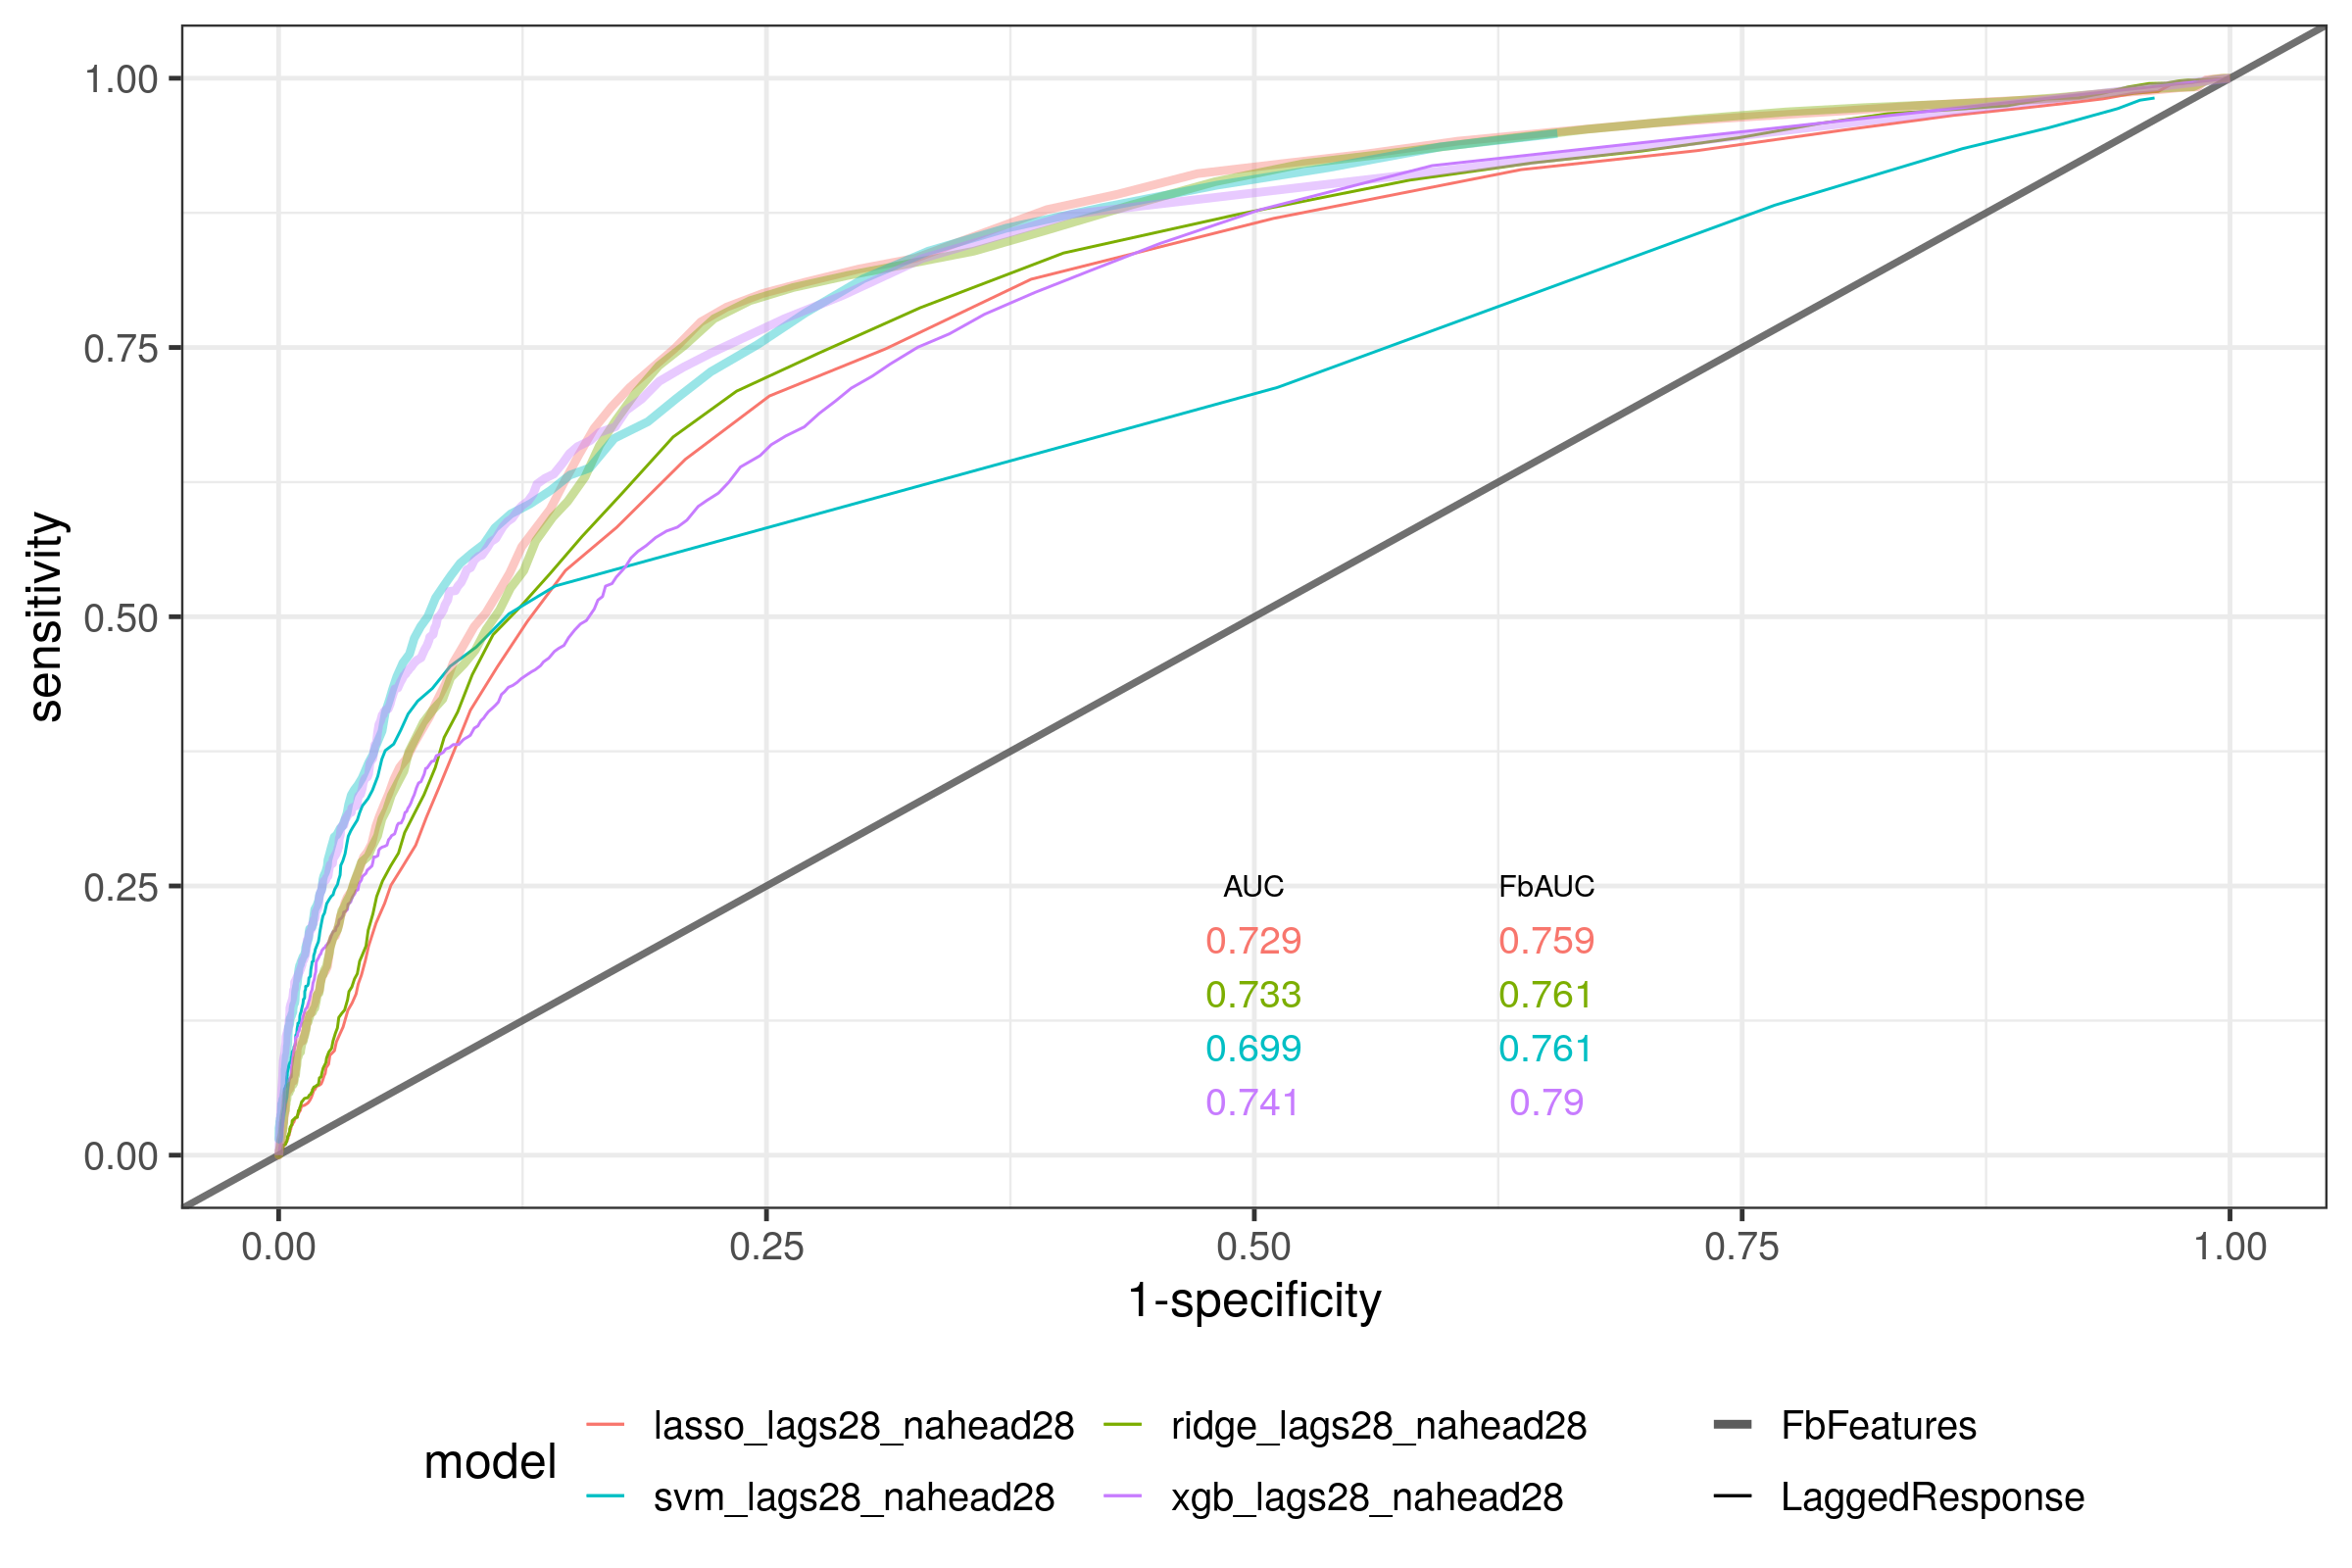 1.00
0.75
0.50
0.25
0.00
sensitivity
AUC FbAUC
0.729 0.759
0.733 0.761
0.699 0.761
0.741 0.79
0.00 0.25 0.50 0.75 1.00
1-specificity
model
lasso_lags28_nahead28 ridge_lags28_nahead28 FbFeatures
svm_lags28_nahead28 xgb_lags28_nahead28 LaggedResponse